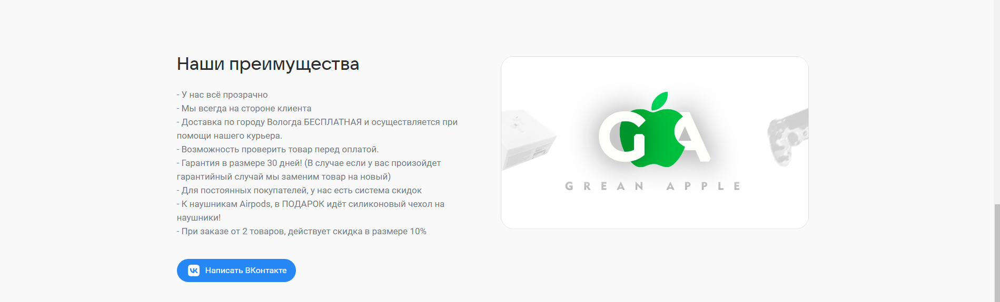 Наши преимущества
- У нас всё прозрачно
- Мы всегда на стороне клиента
- Доставка по городу Вологда БЕСПЛАТНАЯ и осуществляется при
помощи нашего курьера.
- Возможность проверить товар перед оплатой.
- Гарантия в размере 30 дней! (В случае если у вас произойдет
гарантийный случай мы заменим товар на новый)
- Для постоянных покупателей, у нас есть система скидок
- К наушникам Airpods, в ПОДАРОК идёт силиконовый чехол на
наушники!
- При заказе от 2 товаров, действует скидка в размере 10%
Написать ВКонтакте
GA
GREAN APPLE